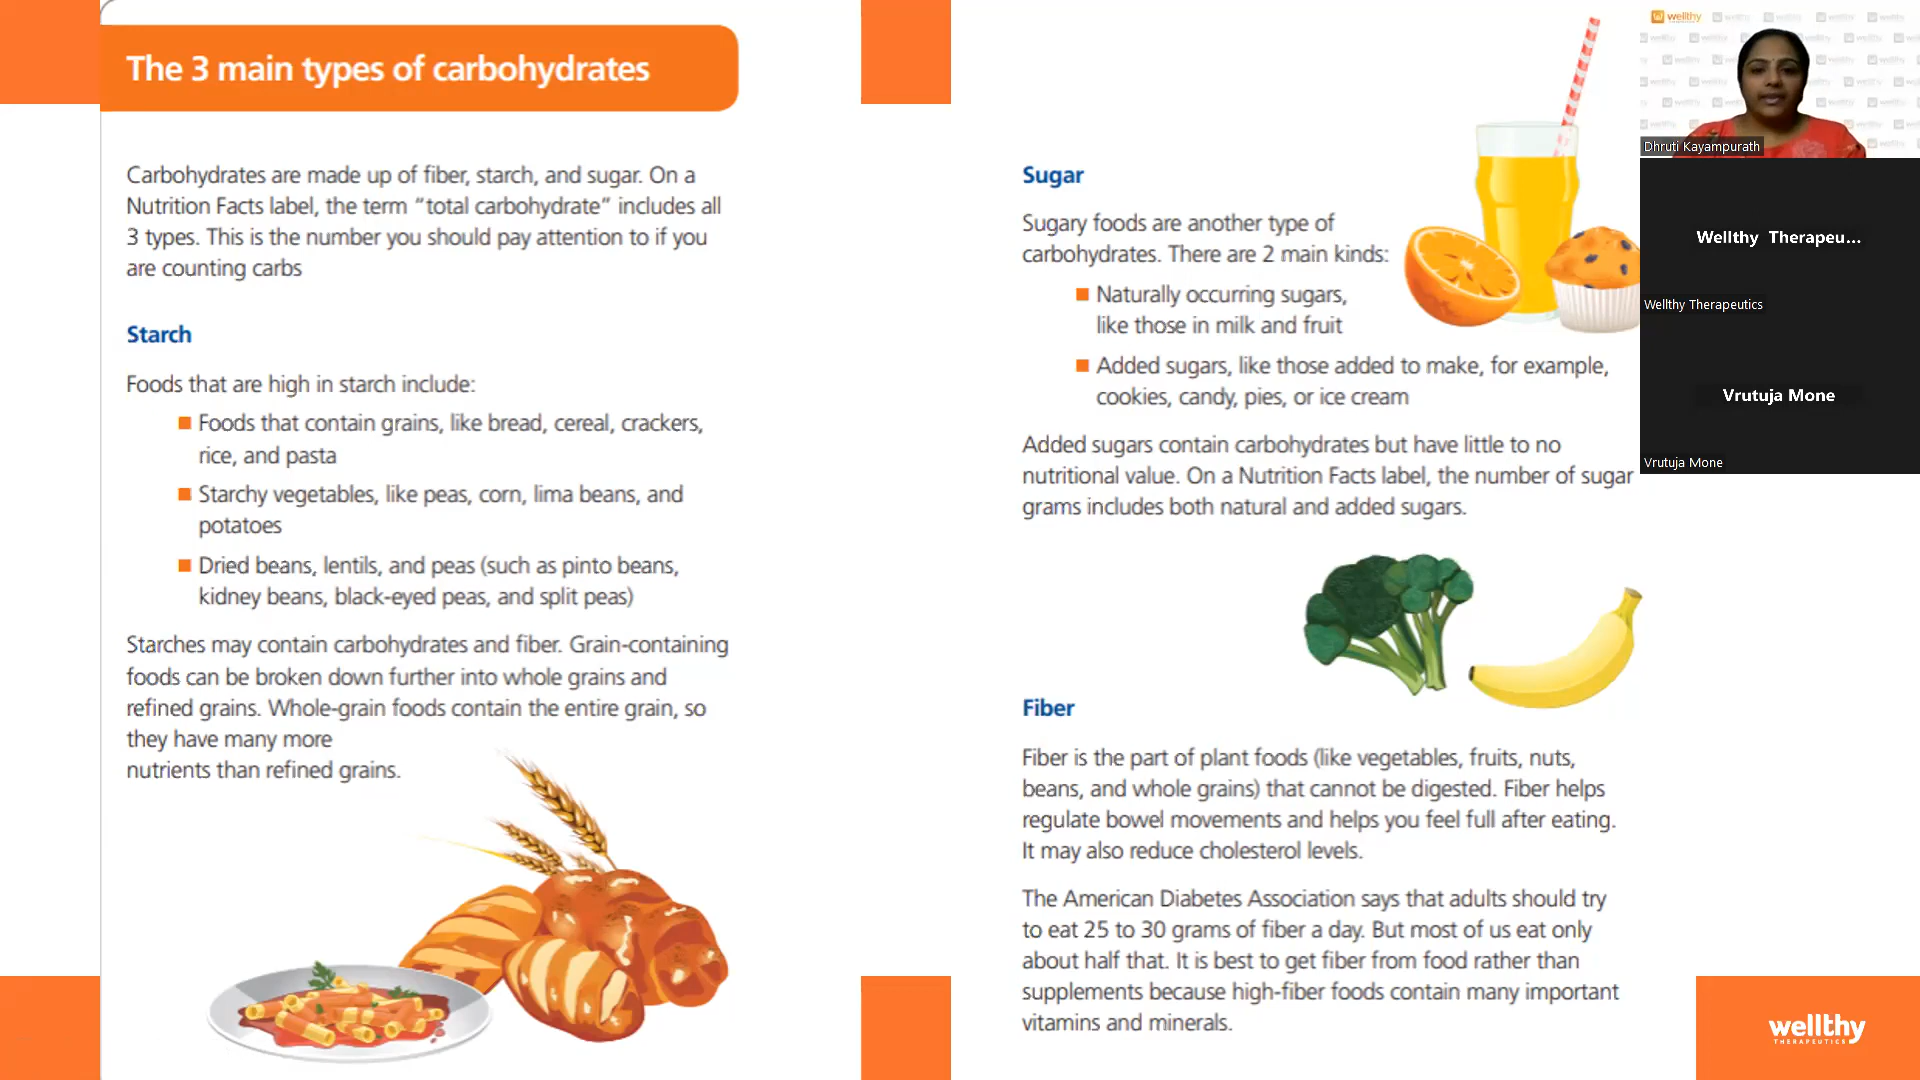 The 3 main types of carbohydrates
Carbohydrates are made up of fiber, starch, and sugar. On a
Nutrition Facts label, the term “total carbohydrate” includes all
3 types. This is the number you should pay attention to if you
are counting carbs
Starch
Foods that are high in starch include:
Foods that contain grains, like bread, cereal, crackers,
rice, and pasta
Starchy vegetables, like peas, corn, lima beans, and
potatoes
Dried beans, lentils, and peas (such as pinto beans,
kidney beans, black-eyed peas, and split peas)
Starches may contain carbohydrates and fiber. Grain-containing
foods can be broken down further into whole grains and
refined grains. Whole-grain foods contain the entire grain, so
they have many more
nutrients than refined grains.
Sugar
Sugary foods are another type of
carbohydrates. There are 2 main kinds:
Naturally occurring sugars,
like those in milk and fruit
Added sugars, like those added to make, for example,
cookies, candy, pies, or ice cream
Added sugars contain carbohydrates but have little to no
nutritional value. On a Nutrition Facts label, the number of sugar
grams includes both natural and added sugars.
Fiber
Fiber is the part of plant foods (like vegetables, fruits, nuts,
beans, and whole grains) that cannot be digested. Fiber helps
regulate bowel movements and helps you feel full after eating.
It may also reduce cholesterol levels.
The American Diabetes Association says that adults should try
to eat 25 to 30 grams of fiber a day. But most of us eat only
about half that. It is best to get fiber from food rather than
supplements because high-fiber foods contain many important
vitamins and minerals.
wellthy
THERAPEUTICS
wellthy
Dhruti Kayampurath
Wellthy Therapeu...
Wellthy Therapeutics
Vrutuja Mone
Vrutuja Mone